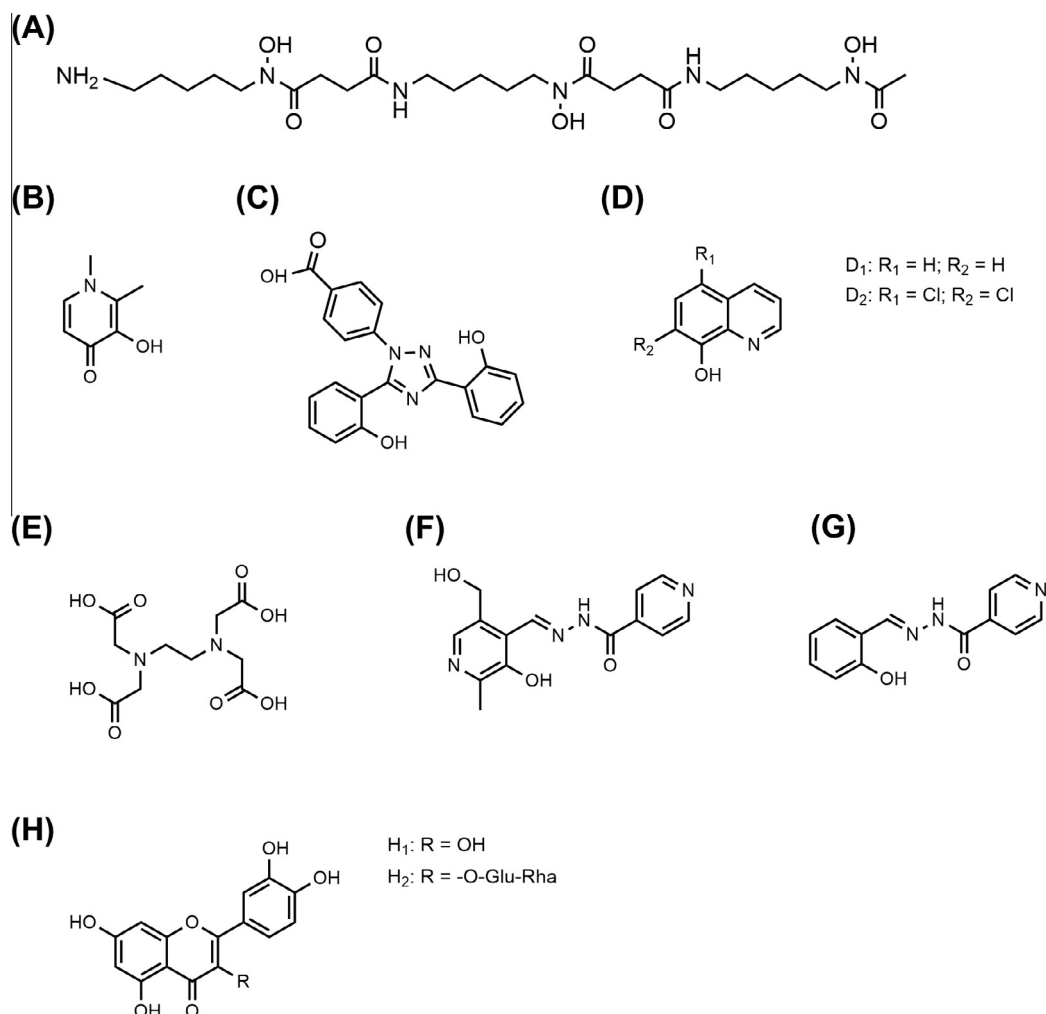 (A)
OH
O
O
H
N
OH
NH₂
N
N
H
N
N
O
OH
O
O
(B)
(C)
(D)
N
OH
O
O
OH
N
N
N
HO
OH
R₁
R₂
N
OH
D₁: R₁ = H; R₂ = H
D₂: R₁ = Cl; R₂ = Cl
(E)
(F)
(G)
O
HO
O
OH
N
N
HO
O
O
OH
HO
H
N
N
N
N
OH
O
H
N
N
N
OH
O
(H)
OH
OH
HO
O
R
OH
O
H₁: R = OH
H₂: R = -O-Glu-Rha